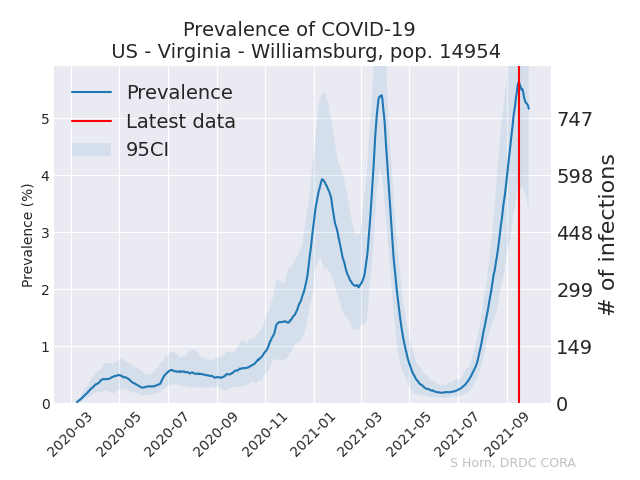 Prevalence of COVID-19
US - Virginia - Williamsburg, pop. 14954
Prevalence
Latest data
95CI
Prevalence (%)
5
4
3
2
1
0
747
598
448
299
149
0
# of infections
2020-03
2020-05
2020-07
2020-09
2020-11
2021-01
2021-03
2021-05
2021-07
2021-09
S Horn, DRDC CORA